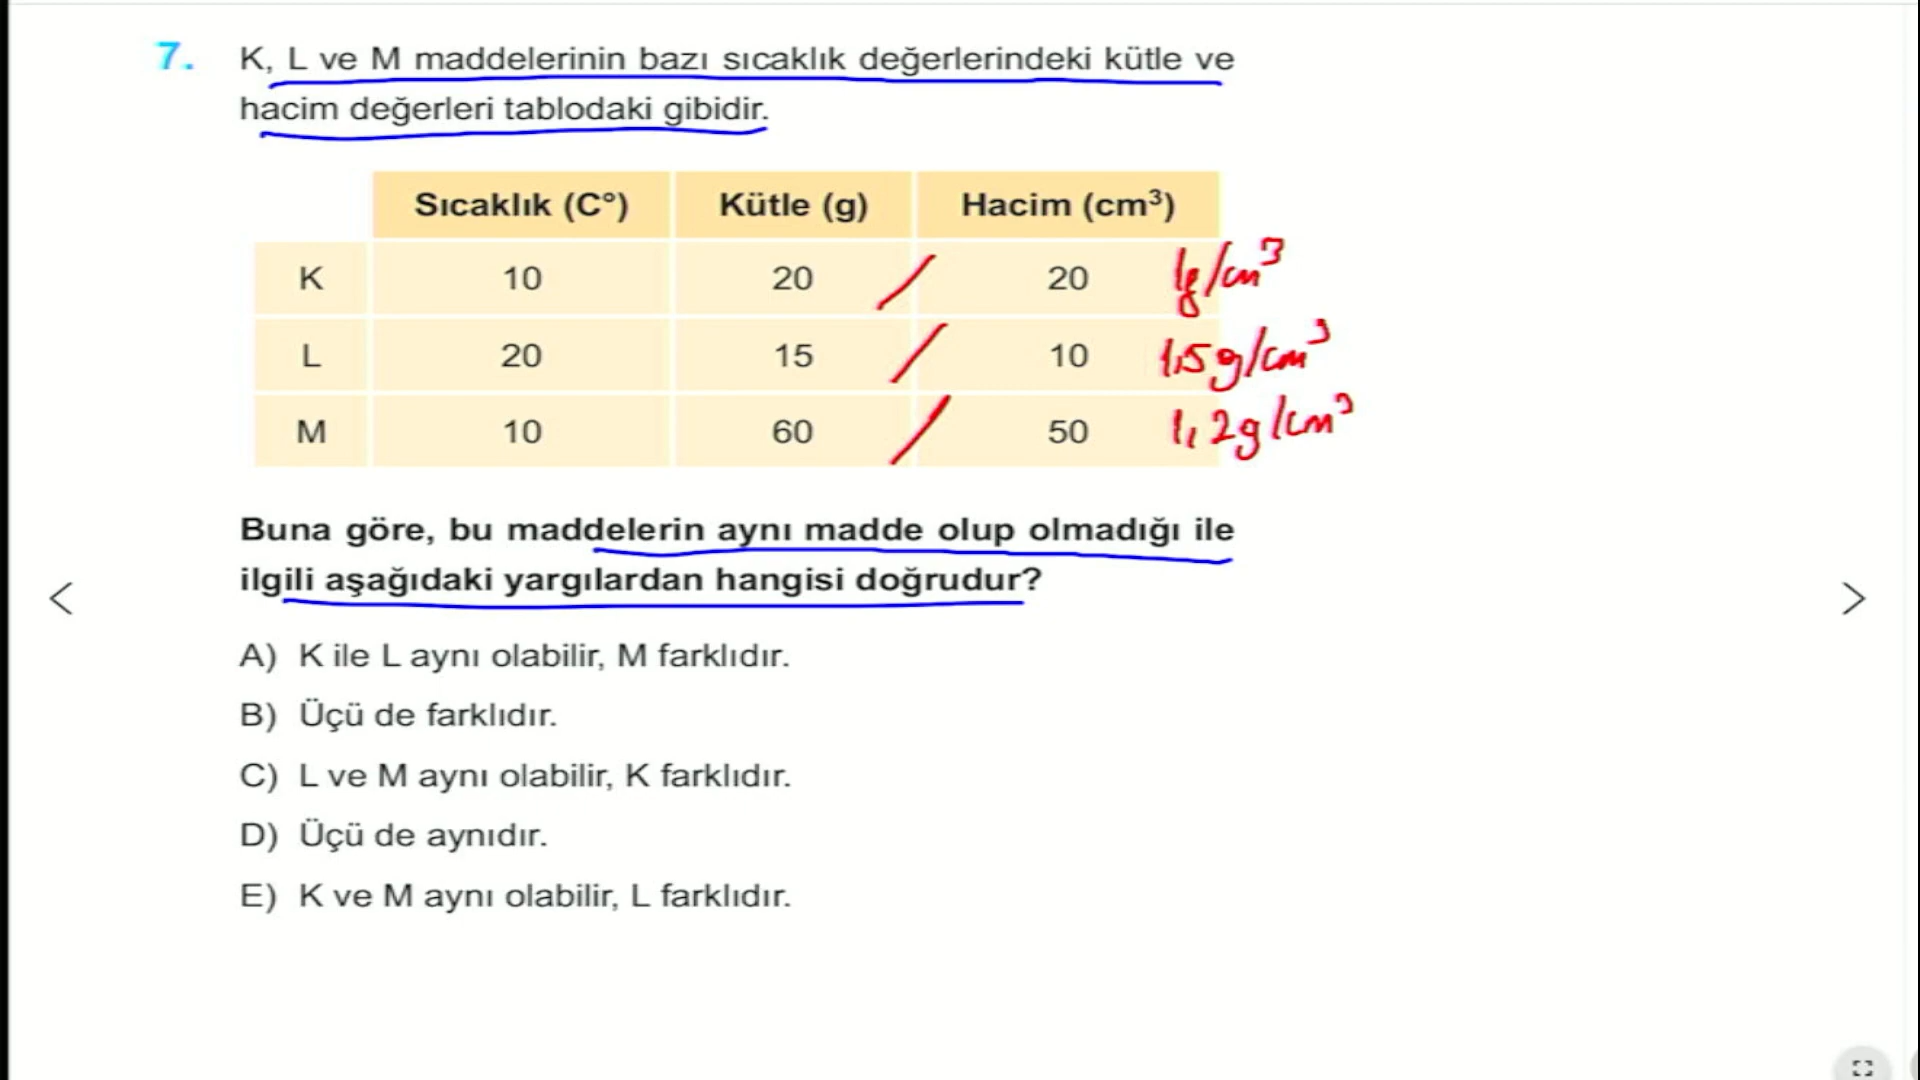 7. K, L ve M maddelerinin bazı sıcaklık değerlerindeki kütle ve
hacim değerleri tablodaki gibidir.
Sıcaklık (C°) Kütle (g) Hacim (cm³)
K 10 20 / 20 1g/cm³
L 20 15 / 10 1,5g/cm³
M 10 60 / 50 1,2g/cm³
Buna göre, bu maddelerin aynı madde olup olmadığı ile
ilgili aşağıdaki yargılardan hangisi doğrudur?
A) K ile L aynı olabilir, M farklıdır.
B) Üçü de farklıdır.
C) L ve M aynı olabilir, K farklıdır.
D) Üçü de aynıdır.
E) K ve M aynı olabilir, L farklıdır.